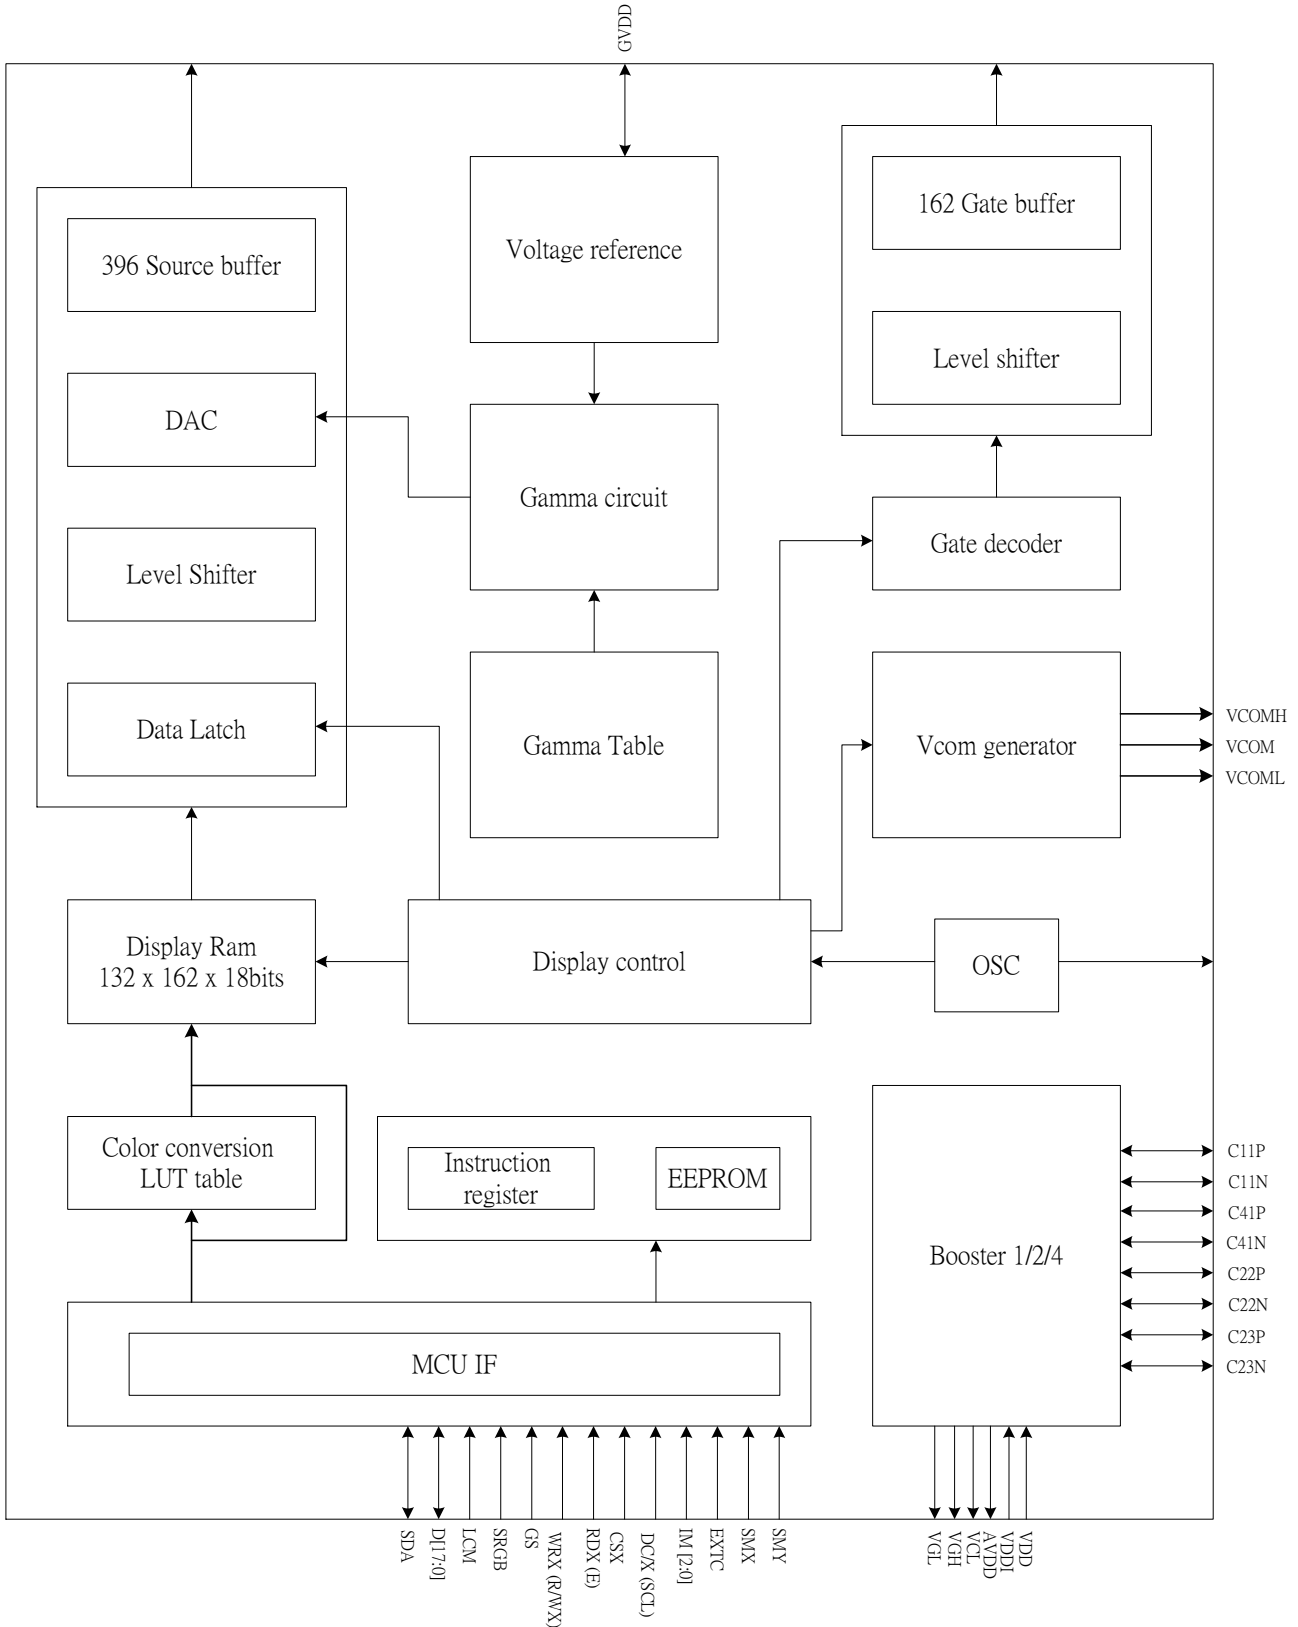 GVDD
396 Source buffer
DAC
Level Shifter
Data Latch
Voltage reference
Gamma circuit
Gamma Table
162 Gate buffer
Level shifter
Gate decoder
Vcom generator
VCOMH
VCOM
VCOML
Display Ram
132 x 162 x 18bits
Display control
OSC
Color conversion
LUT table
Instruction
register
EEPROM
MCU IF
Booster 1/2/4
C11P
C11N
C41P
C41N
C22P
C22N
C23P
C23N
SDA
D[17:0]
LCM
SRGB
GS
WRX (R/WX)
RDX (E)
CSX
DC/X (SCL)
IM [2:0]
EXTC
SMX
SMY
VGL
VGH
VCL
AVDD
VDDI
VDD